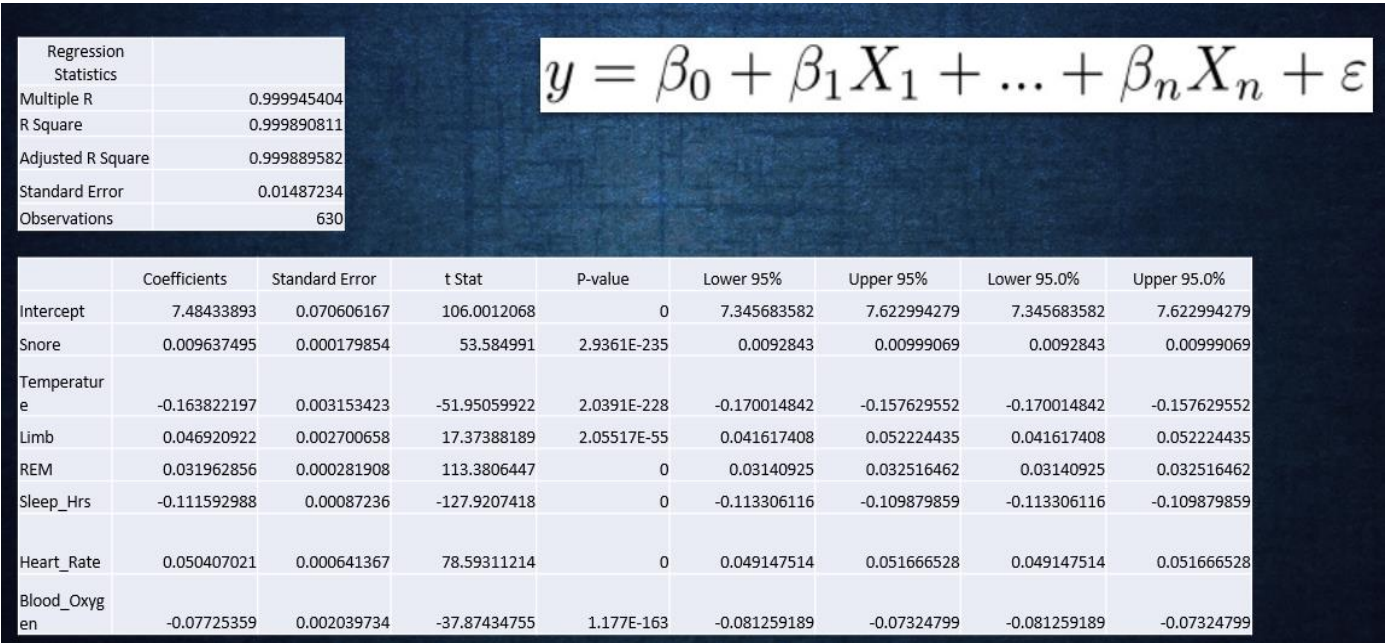 Regression
Statistics
Multiple R 0.999945404
R Square 0.999890811
Adjusted R Square 0.999889582
Standard Error 0.01487234
Observations 630
y = β₀ + β₁X₁ + ... + βₙXₙ + ε
Coefficients Standard Error t Stat P-value Lower 95% Upper 95% Lower 95.0% Upper 95.0%
Intercept 7.48433893 0.070606167 106.0012068 0 7.345683582 7.622994279 7.345683582 7.622994279
Snore 0.009637495 0.000179854 53.584991 2.9361E-235 0.0092843 0.00999069 0.0092843 0.00999069
Temperatur
e -0.163822197 0.003153423 -51.95059922 2.0391E-228 -0.170014842 -0.157629552 -0.170014842 -0.157629552
Limb 0.046920922 0.002700658 17.37388189 2.05517E-55 0.041617408 0.052224435 0.041617408 0.052224435
REM 0.031962856 0.000281908 113.3806447 0 0.03140925 0.032516462 0.03140925 0.032516462
Sleep_Hrs -0.111592988 0.00087236 -127.9207418 0 -0.113306116 -0.109879859 -0.113306116 -0.109879859
Heart_Rate 0.050407021 0.000641367 78.59311214 0 0.049147514 0.051666528 0.049147514 0.051666528
Blood_Oxyg
en -0.07725359 0.002039734 -37.87434755 1.177E-163 -0.081259189 -0.07324799 -0.081259189 -0.07324799